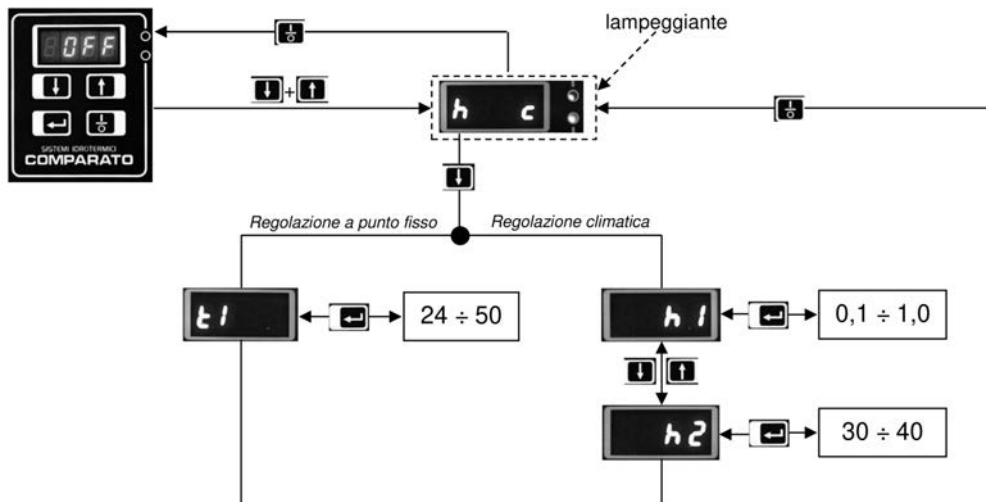 OFF
lampeggiante
+
h c
SISTEMI IDROTERMICI
COMPARATO
Regolazione a punto fisso
Regolazione climatica
t1
24 ÷ 50
h1
0,1 ÷ 1,0
h2
30 ÷ 40